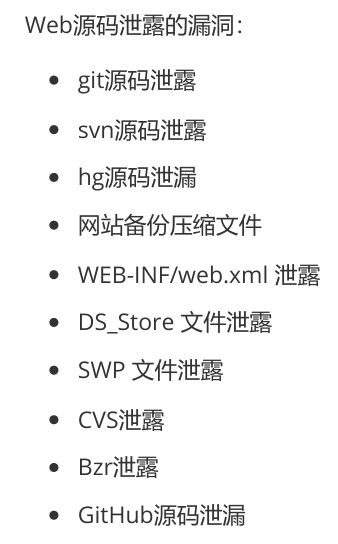 Web源码泄露的漏洞：
• git源码泄露
• svn源码泄露
• hg源码泄漏
• 网站备份压缩文件
• WEB-INF/web.xml 泄露
• DS_Store 文件泄露
• SWP 文件泄露
• CVS泄露
• Bzr泄露
• GitHub源码泄漏